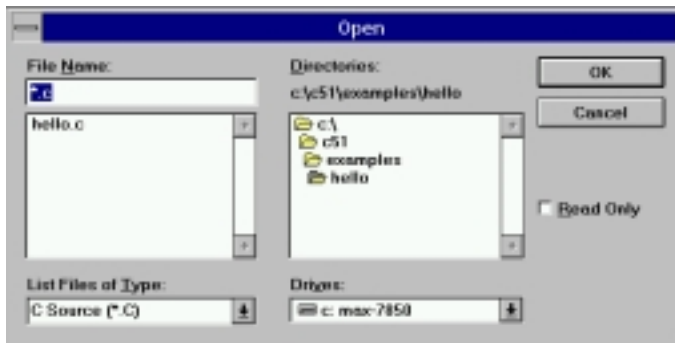 Open
File Name:
*.c
hello.c
List Files of Type:
C Source (*.C)
Directories:
c:\c51\examples\hello
c:\
c51
examples
hello
Drives:
c: max-7050
OK
Cancel
Read Only